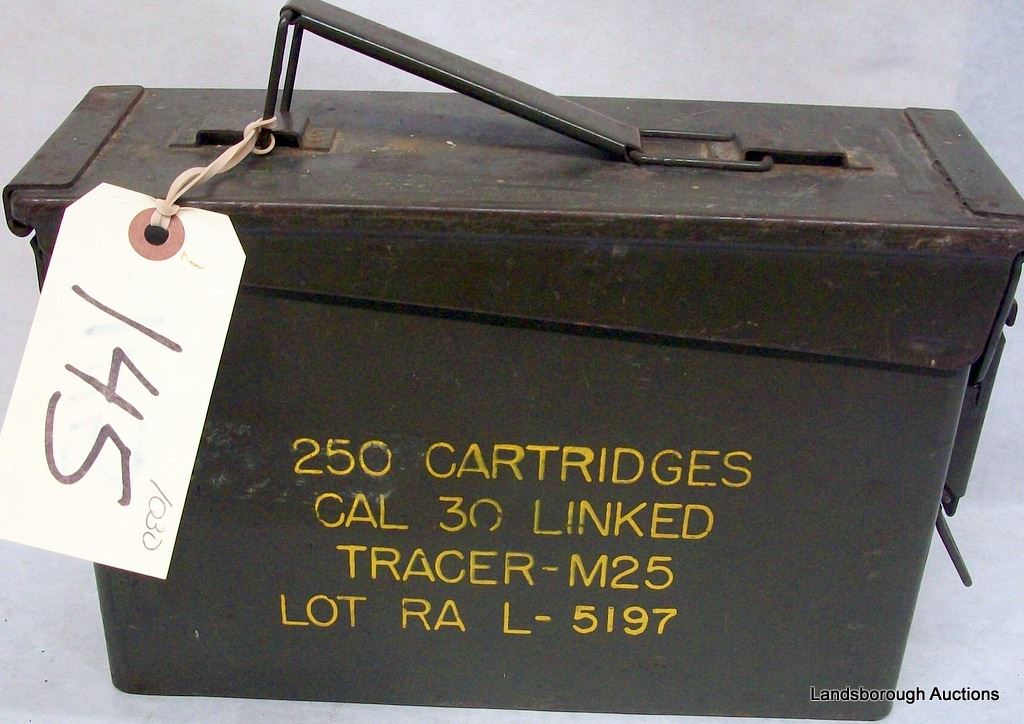 145
1030
250 CARTRIDGES
CAL 30 LINKED
TRACER-M25
LOT RA L-5197
Landsborough Auctions